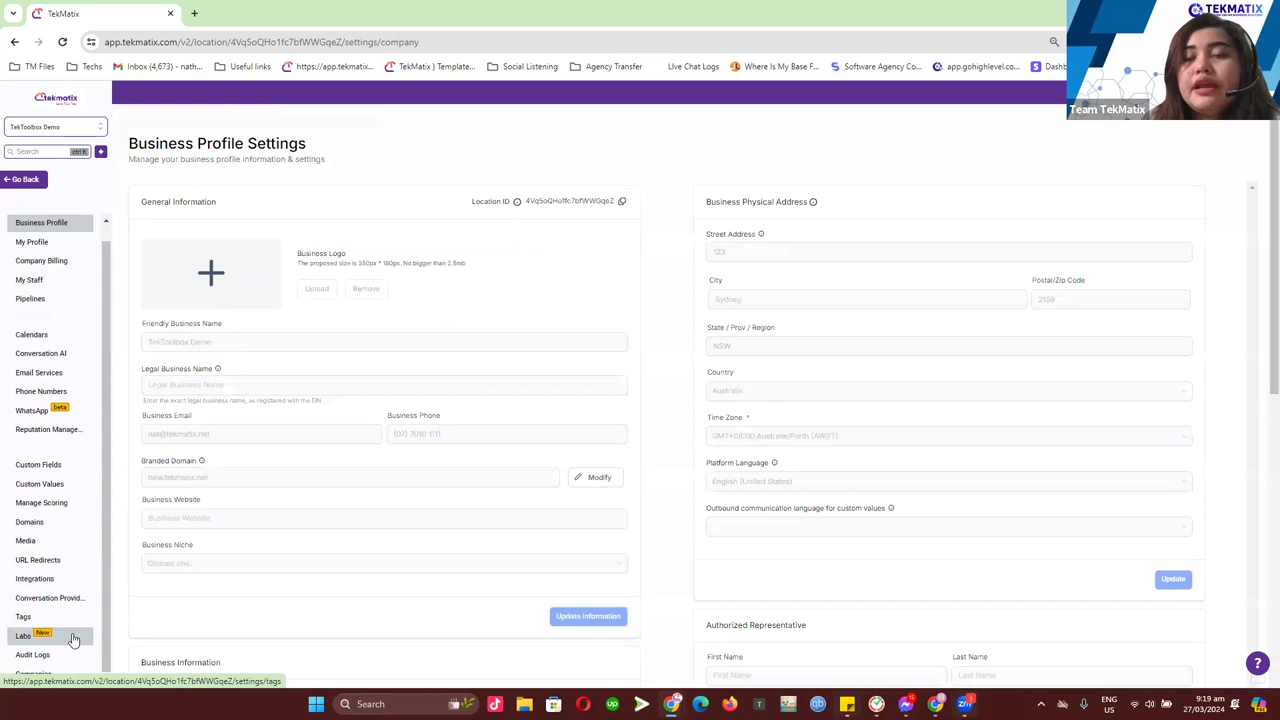 TekMatix
app.tekmatix.com/v2/location/4Vq5oQHo1fc7bfWWGqeZ/settings/company
TM Files
Techs
Inbox (4,673) - nath...
Useful links
https://app.tekmatix...
TekMatix | Template...
Social Listening
Agency Transfer
Live Chat Logs
Where Is My Base F...
Software Agency Co...
app.gohighlevel.com...
Dashb
TEKMATIX
Team TekMatix
tekmatix
TekToolbox Demo
Search
ctrl K
Go Back
Business Profile
My Profile
Company Billing
My Staff
Pipelines
Calendars
Conversation AI
Email Services
Phone Numbers
WhatsApp
beta
Reputation Manage...
Custom Fields
Custom Values
Manage Scoring
Domains
Media
URL Redirects
Integrations
Conversation Provid...
Tags
Labs
New
Audit Logs
Companies
Business Profile Settings
Manage your business profile information & settings
General Information
Location ID
4Vq5oQHo1fc7bfWWGqeZ
Business Logo
The proposed size is 350px * 180px. No bigger than 2.5mb
Upload
Remove
Friendly Business Name
TekToolbox Demo
Legal Business Name
Legal Business Name
Enter the exact legal business name, as registered with the EIN
Business Email
Business Phone
nat@tekmatix.net
(07) 7010 1111
Branded Domain
new.tekmatix.net
Modify
Business Website
Business Website
Business Niche
Choose one..
Update Information
Business Information
Business Physical Address
Street Address
123
City
Postal/Zip Code
Sydney
2159
State / Prov / Region
NSW
Country
Australia
Time Zone *
GMT+08:00 Australia/Perth (AWST)
Platform Language
English (United States)
Outbound communication language for custom values
Update
Authorized Representative
First Name
Last Name
First Name
Last Name
?
https://app.tekmatix.com/v2/location/4Vq5oQHo1fc7bfWWGqeZ/settings/tags
Search
ENG
US
9:19 am
27/03/2024